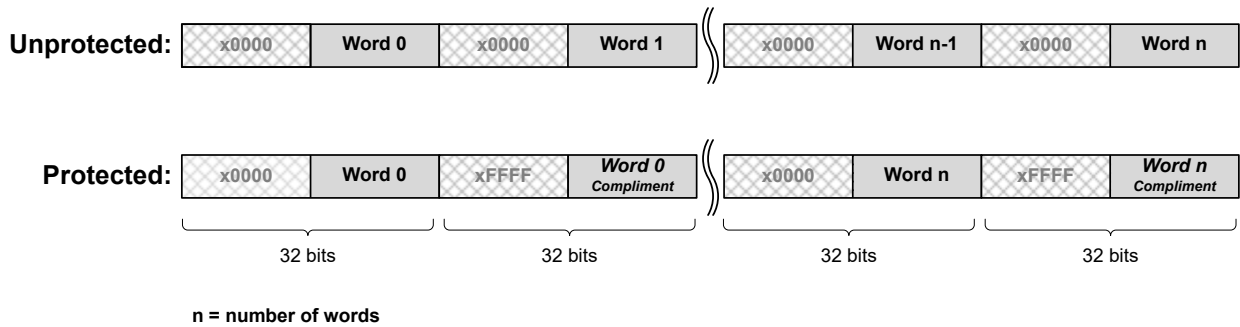 Unprotected: x0000 Word 0 x0000 Word 1 x0000 Word n-1 x0000 Word n
Protected: x0000 Word 0 xFFFF Word 0 x0000 Word n xFFFF Word n
Compliment Compliment
32 bits 32 bits 32 bits 32 bits
n = number of words